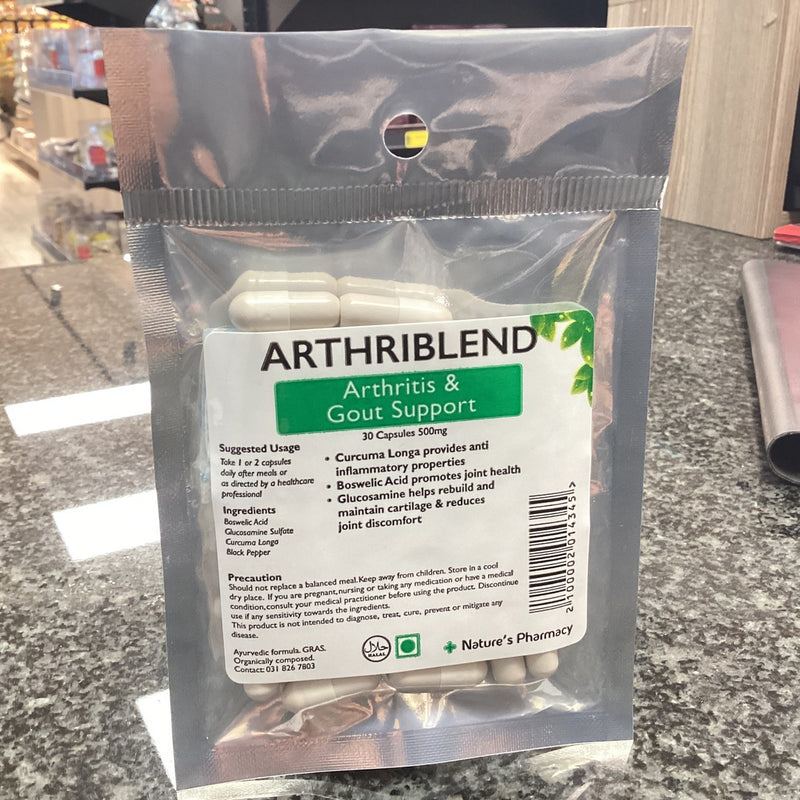 ARTHRIBLEND
Arthritis &
Gout Support
30 Capsules 500mg
Suggested Usage
Take 1 or 2 capsules
daily after meals or
as directed by a healthcare
professional
Ingredients
Boswelic Acid
Glucosamine Sulfate
Curcuma Longa
Black Pepper
• Curcuma Longa provides anti
inflammatory properties
• Boswelic Acid promotes joint health
• Glucosamine helps rebuild and
maintain cartilage & reduces
joint discomfort
2100002014345
Precaution
Should not replace a balanced meal.Keep away from children. Store in a cool
dry place. If you are pregnant,nursing or taking any medication or have a medical
condition,consult your medical practitioner before using the product. Discontinue
use if any sensitivity towards the ingredients.
This product is not intended to diagnose, treat, cure, prevent or mitigate any
disease.
Ayurvedic formula. GRAS.
Organically composed.
Contact: 031 826 7803
حلال
HALAL
Nature's Pharmacy